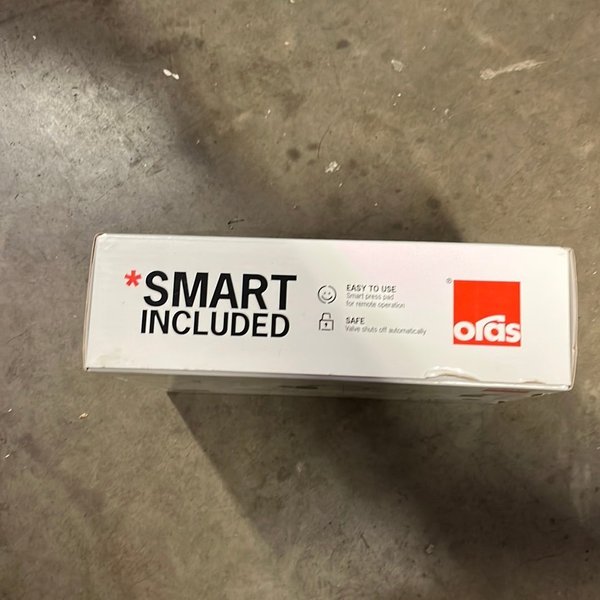 *SMART
INCLUDED
EASY TO USE
Smart press pad
for remote operation
SAFE
Valve shuts off automatically
®
oras